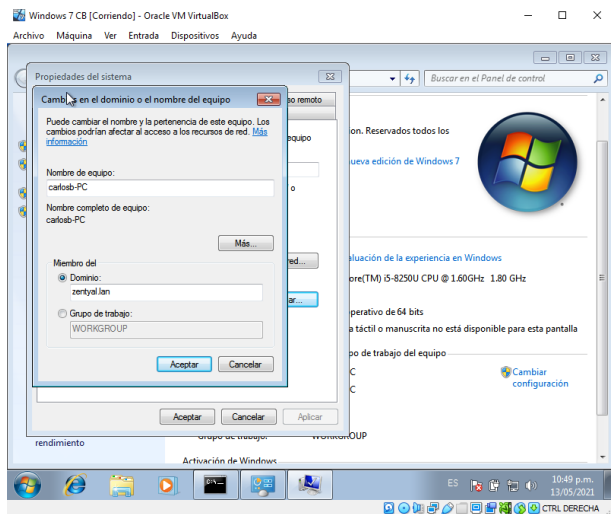 Windows 7 CB [Corriendo] - Oracle VM VirtualBox
Archivo Máquina Ver Entrada Dispositivos Ayuda
Buscar en el Panel de control
Propiedades del sistema
so remoto
equipo
o
red...
ar...
Cambios en el dominio o el nombre del equipo
Puede cambiar el nombre y la pertenencia de este equipo. Los
cambios podrían afectar al acceso a los recursos de red. Más
información
Nombre de equipo:
carlosb-PC
Nombre completo de equipo:
carlosb-PC
Más...
Miembro del
Dominio:
zentyal.lan
Grupo de trabajo:
WORKGROUP
Aceptar Cancelar
Aceptar Cancelar Aplicar
ion. Reservados todos los
ueva edición de Windows 7
aluación de la experiencia en Windows
ore(TM) i5-8250U CPU @ 1.60GHz 1.80 GHz
perativo de 64 bits
a táctil o manuscrita no está disponible para esta pantalla
po de trabajo del equipo
C
Cambiar
configuración
C
Grupo de trabajo: WORKGROUP
rendimiento
Activación de Windows
C:\
ES
10:49 p.m.
13/05/2021
CTRL DERECHA